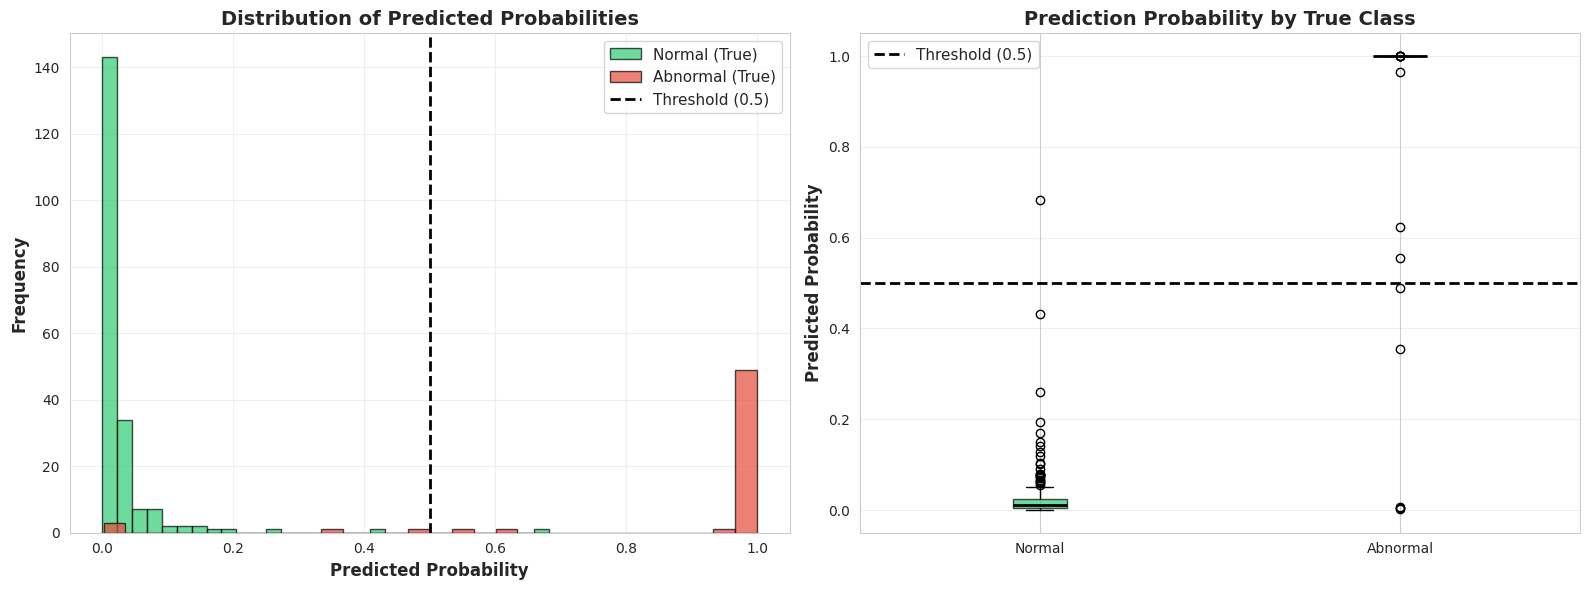 Distribution of Predicted Probabilities
Normal (True)
Abnormal (True)
Threshold (0.5)
Frequency
140
120
100
80
60
40
20
0
0.0 0.2 0.4 0.6 0.8 1.0
Predicted Probability
Prediction Probability by True Class
Threshold (0.5)
Predicted Probability
1.0
0.8
0.6
0.4
0.2
0.0
Normal Abnormal